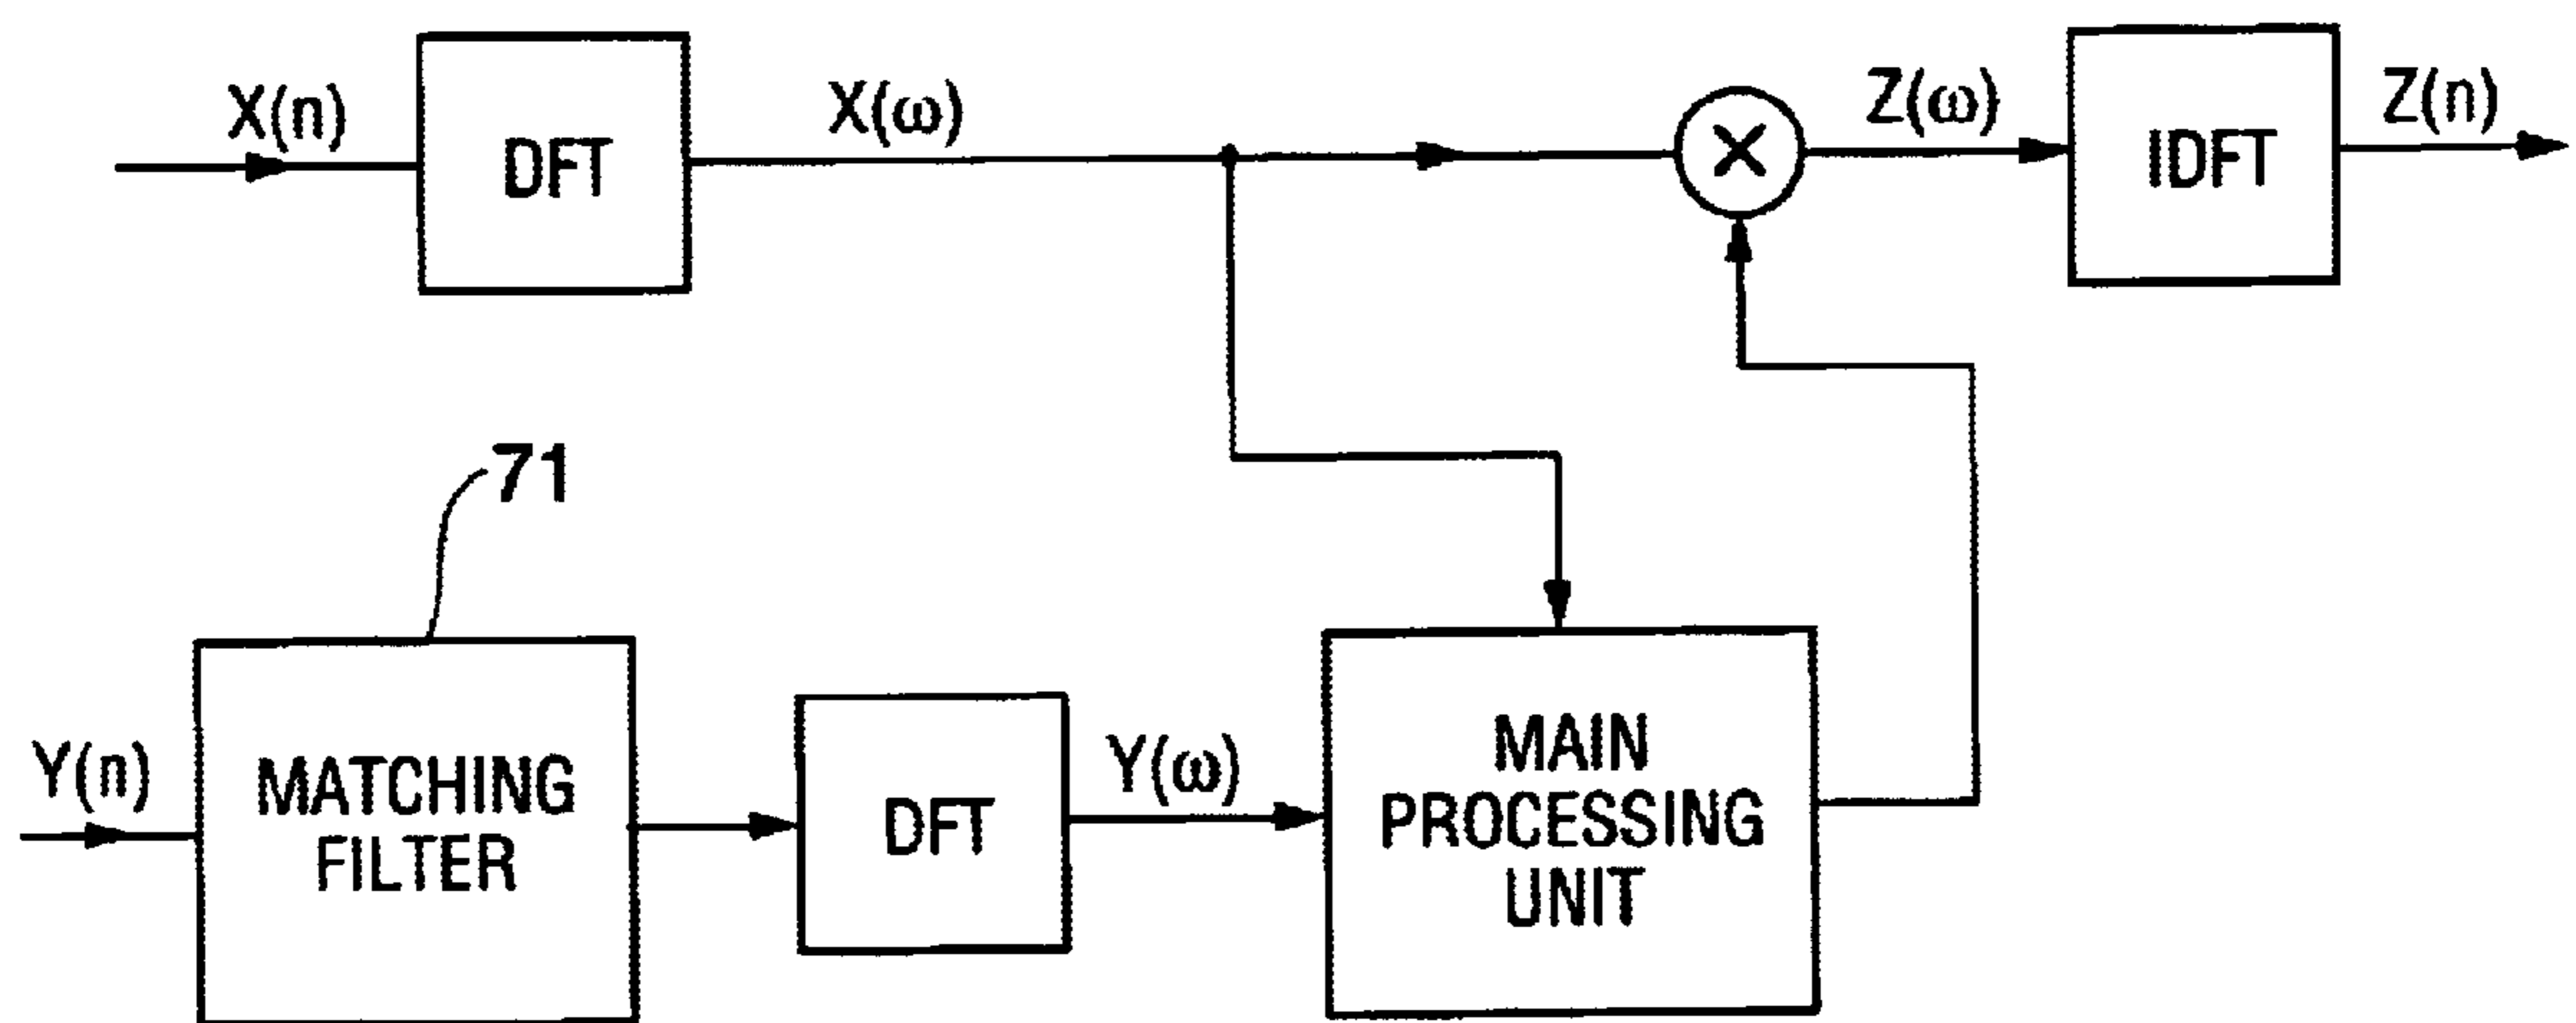 X(n)
DFT
X(ω)
×
Z(ω)
IDFT
Z(n)
71
Y(n)
MATCHING
FILTER
DFT
Y(ω)
MAIN
PROCESSING
UNIT